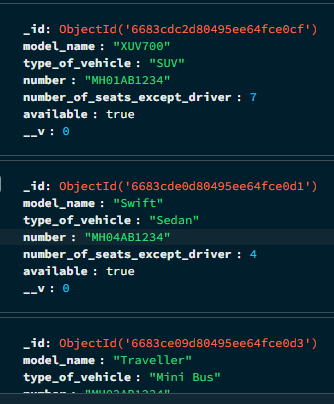 _id: ObjectId('6683cdc2d80495ee64fce0cf')
model_name : "XUV700"
type_of_vehicle : "SUV"
number : "MH01AB1234"
number_of_seats_except_driver : 7
available : true
__v : 0
_id: ObjectId('6683cde0d80495ee64fce0d1')
model_name : "Swift"
type_of_vehicle : "Sedan"
number : "MH04AB1234"
number_of_seats_except_driver : 4
available : true
__v : 0
_id: ObjectId('6683ce09d80495ee64fce0d3')
model_name : "Traveller"
type_of_vehicle : "Mini Bus"
number : "MH02AB1234"